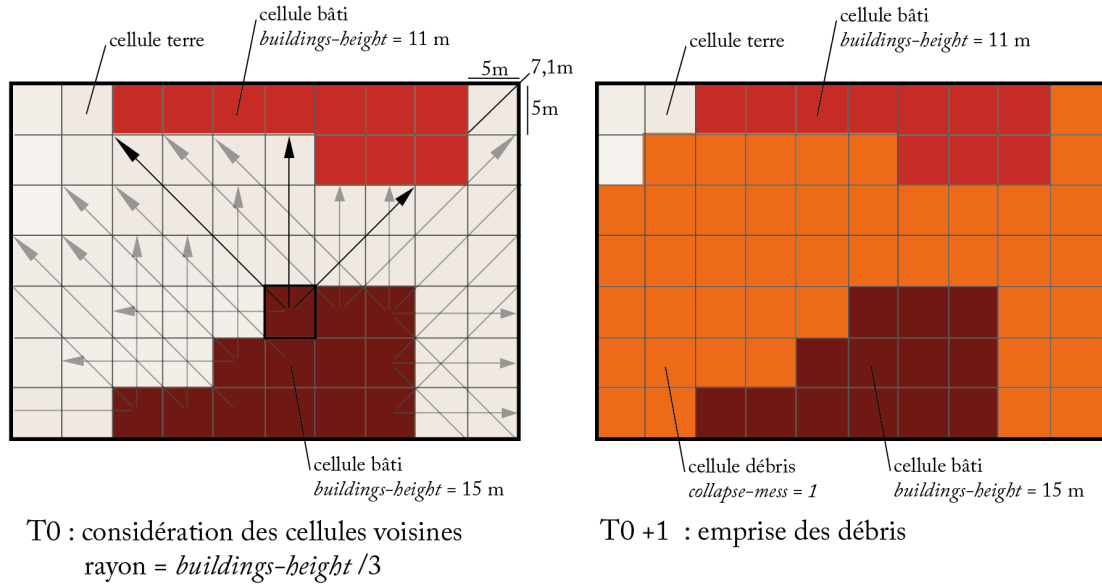 cellule bâti
buildings-height = 11 m
cellule terre
5m
7,1m
5m
cellule bâti
buildings-height = 15 m
T0 : considération des cellules voisines
rayon = buildings-height /3
cellule bâti
buildings-height = 11 m
cellule terre
cellule débris
collapse-mess = 1
cellule bâti
buildings-height = 15 m
T0 +1 : emprise des débris